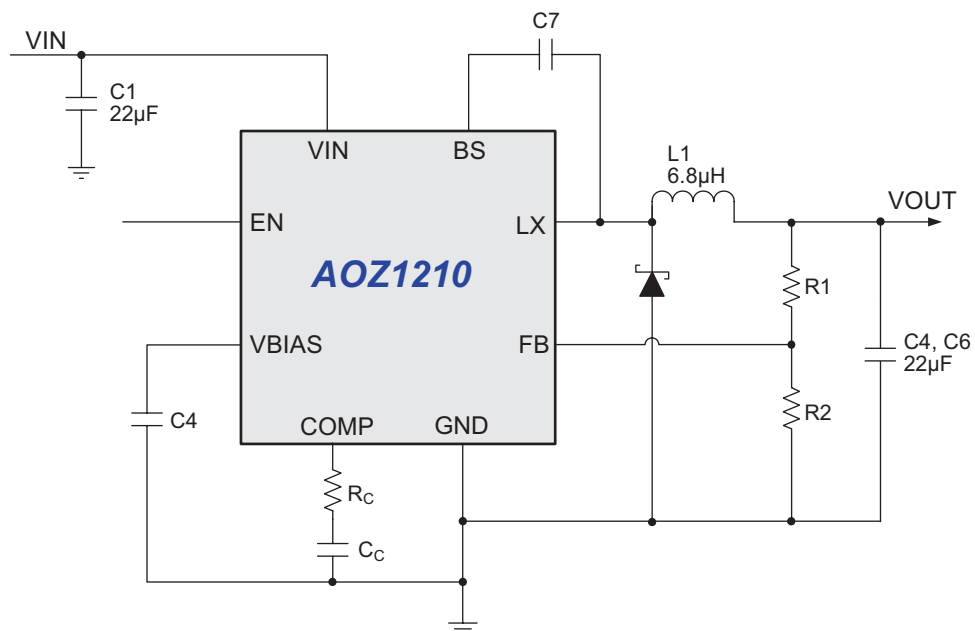 C7
VIN
C1
22µF
VIN
BS
L1
6.8µH
VOUT
EN
LX
AOZ1210
R1
VBIAS
FB
C4, C6
22µF
C4
R2
COMP
GND
RC
CC